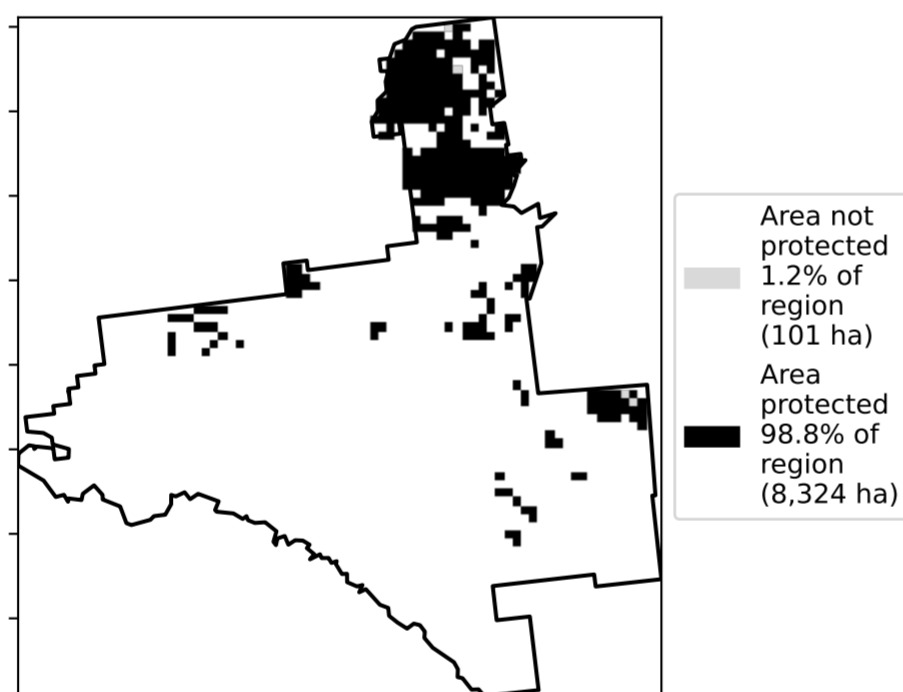 Area not
protected
1.2% of
region
(101 ha)
Area
protected
98.8% of
region
(8,324 ha)